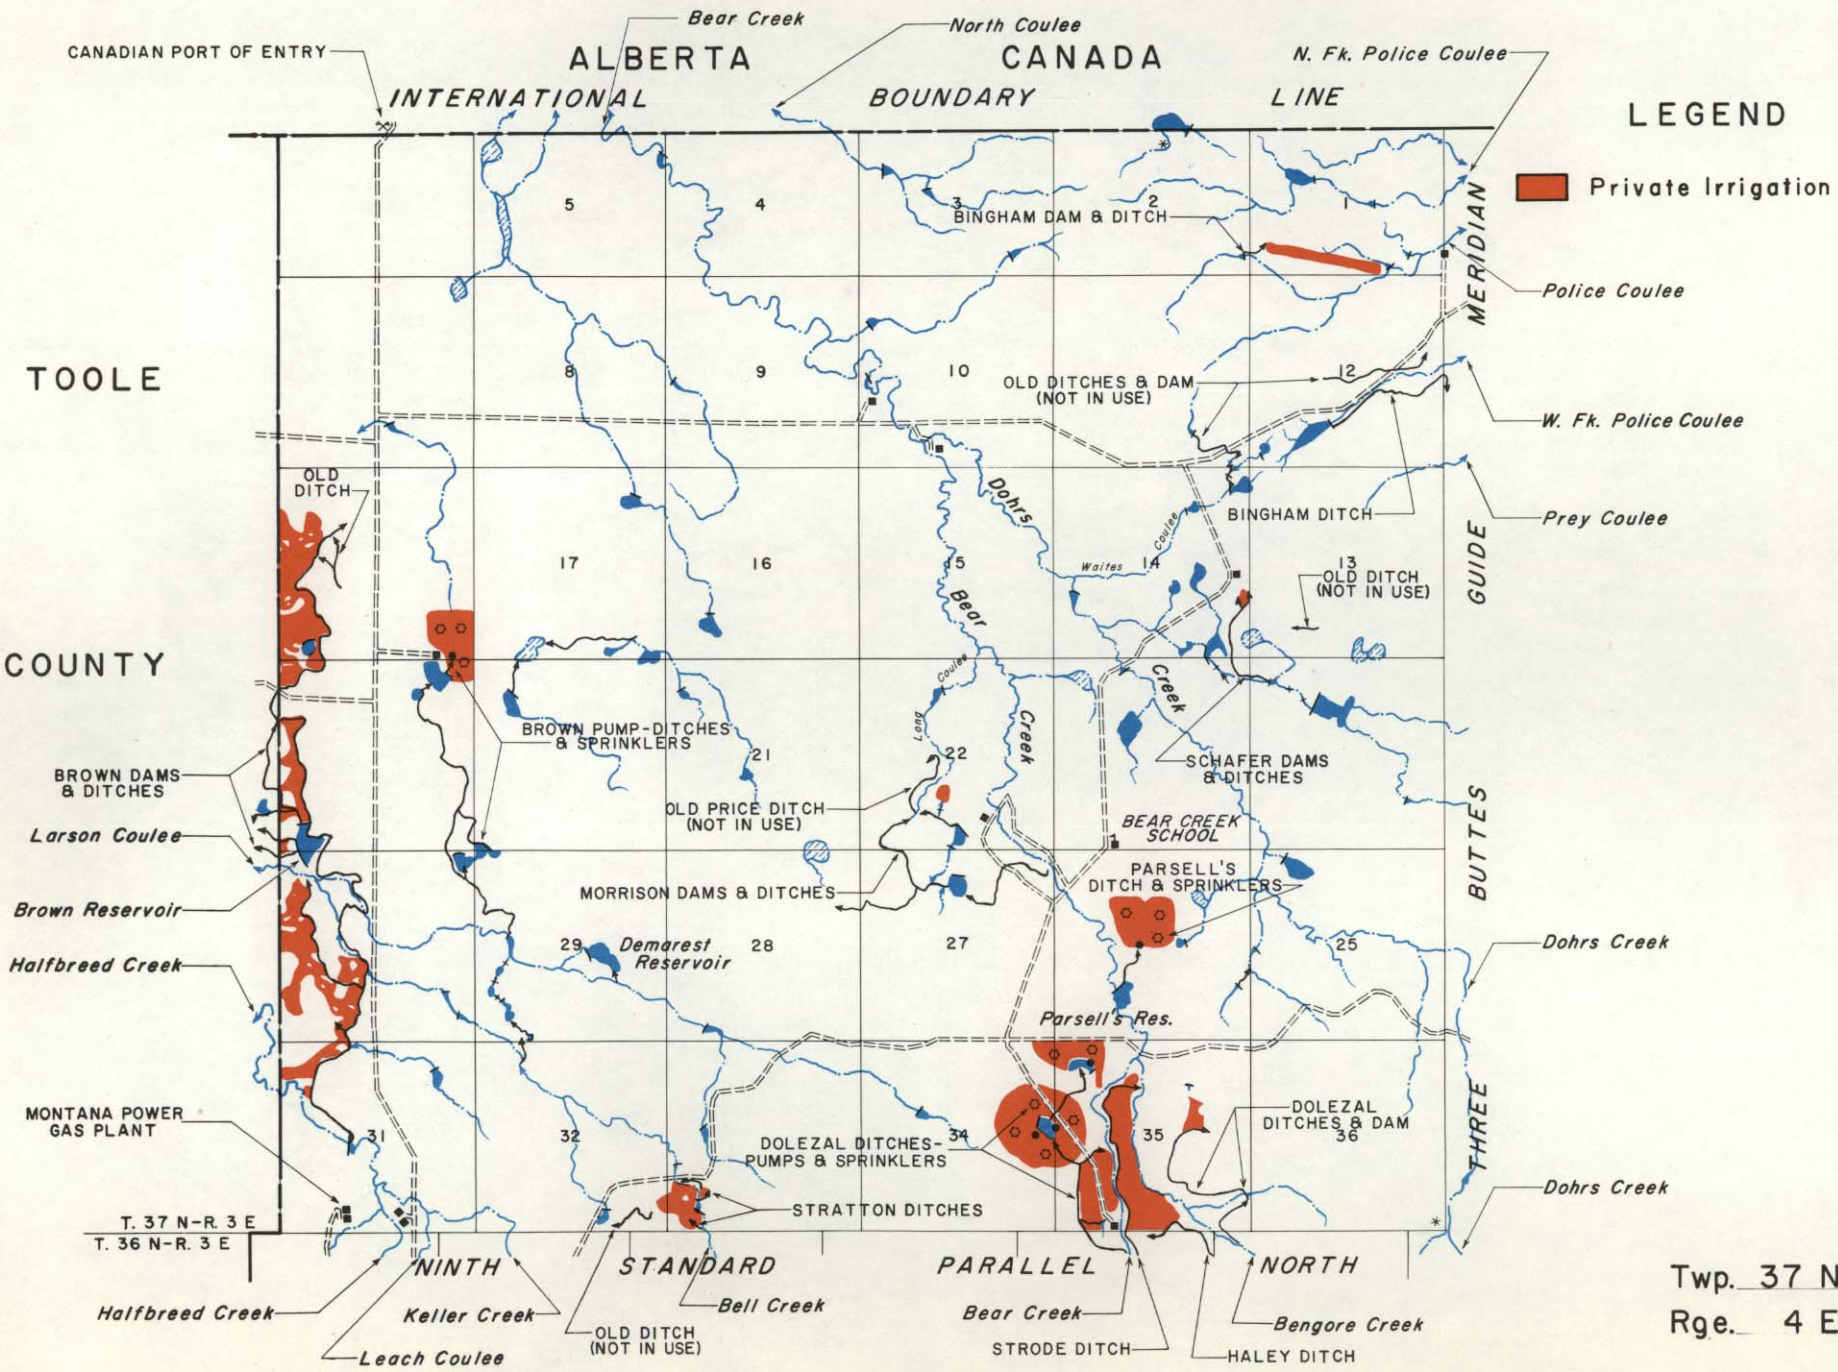 Bear Creek
North Coulee
CANADIAN PORT OF ENTRY
ALBERTA
CANADA
N. Fk. Police Coulee
INTERNATIONAL
BOUNDARY
LINE
LEGEND
Private Irrigation
MERIDIAN
5
4
3
2
1
BINGHAM DAM & DITCH
Police Coulee
TOOLE
8
9
10
OLD DITCHES & DAM
(NOT IN USE)
12
W. Fk. Police Coulee
OLD
DITCH
Dohrs
BINGHAM DITCH
Prey Coulee
GUIDE
17
16
15
Waites
Coulee
14
13
OLD DITCH
(NOT IN USE)
Bear
COUNTY
Coulee
Creek
Long
Creek
BROWN PUMP-DITCHES
& SPRINKLERS
21
22
SCHAFER DAMS
& DITCHES
BROWN DAMS
& DITCHES
OLD PRICE DITCH
(NOT IN USE)
BEAR CREEK
SCHOOL
BUTTES
Larson Coulee
PARSELL'S
DITCH & SPRINKLERS
MORRISON DAMS & DITCHES
Brown Reservoir
29
Demarest
Reservoir
28
27
25
Dohrs Creek
Halfbreed Creek
Parsell's Res.
THREE
MONTANA POWER
GAS PLANT
31
32
DOLEZAL DITCHES-
PUMPS & SPRINKLERS
34
35
DOLEZAL
DITCHES & DAM
36
Dohrs Creek
STRATTON DITCHES
T. 37 N-R. 3 E
T. 36 N-R. 3 E
NINTH
STANDARD
PARALLEL
NORTH
Twp. 37 N
Rge. 4 E
Halfbreed Creek
Keller Creek
Bell Creek
Bear Creek
Bengore Creek
OLD DITCH
(NOT IN USE)
STRODE DITCH
HALEY DITCH
Leach Coulee